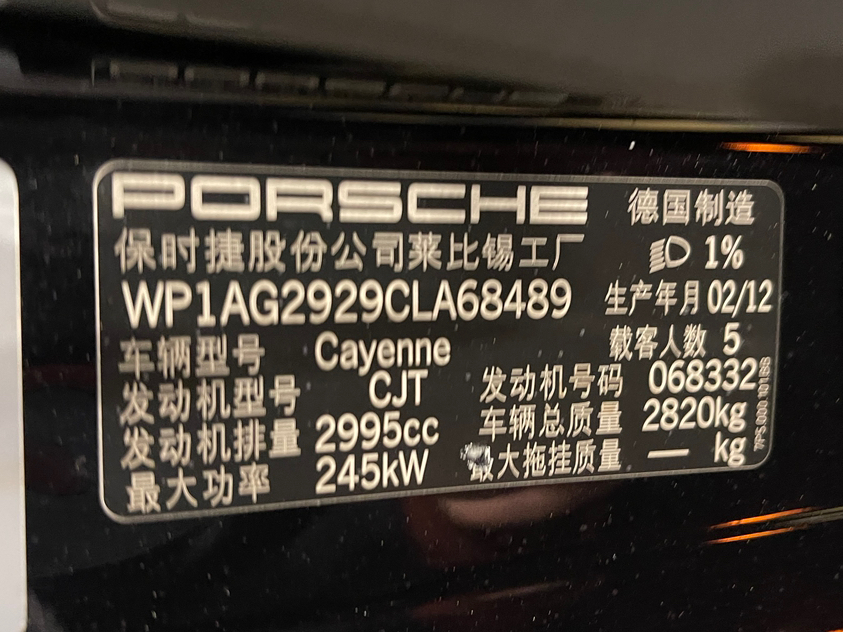 PORSCHE 德国制造
保时捷股份公司莱比锡工厂 1%
WP1AG2929CLA68489 生产年月 02/12
车辆型号 Cayenne 载客人数 5
发动机型号 CJT 发动机号码 068332
发动机排量 2995cc 车辆总质量 2820kg
最大功率 245kW 最大拖挂质量 — kg